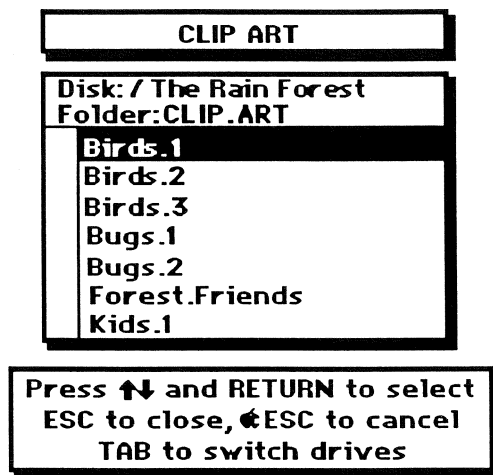 CLIP ART
Disk: / The Rain Forest
Folder:CLIP.ART
Birds.1
Birds.2
Birds.3
Bugs.1
Bugs.2
Forest.Friends
Kids.1
Press ↑↓ and RETURN to select
ESC to close, ESC to cancel
TAB to switch drives